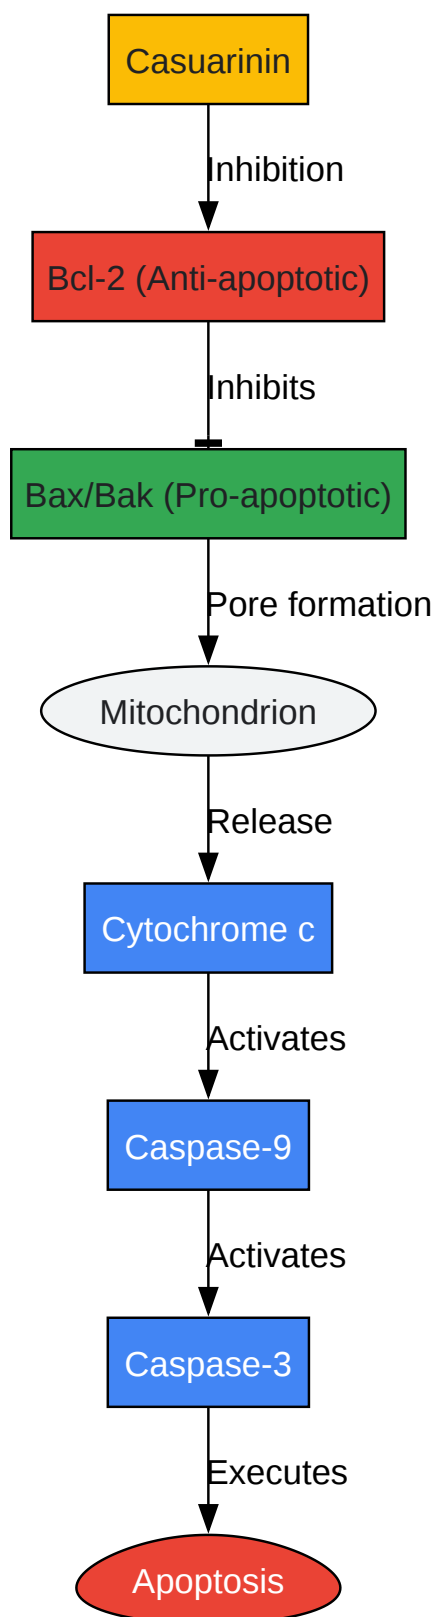 Casuarinin
Inhibition
Bcl-2 (Anti-apoptotic)
Inhibits
Bax/Bak (Pro-apoptotic)
Pore formation
Mitochondrion
Release
Cytochrome c
Activates
Caspase-9
Activates
Caspase-3
Executes
Apoptosis